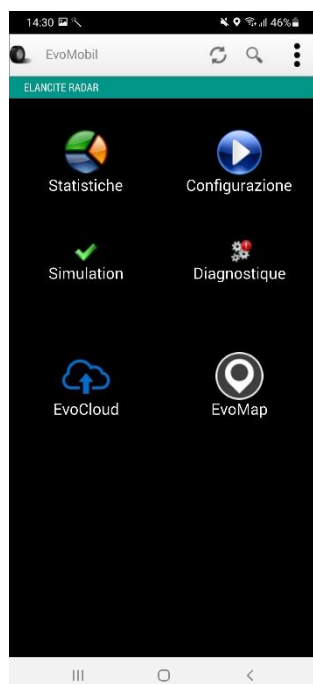 14:30 46%
EvoMobil
ELANCITE RADAR
Statistiche Configurazione
Simulation Diagnostique
EvoCloud EvoMap